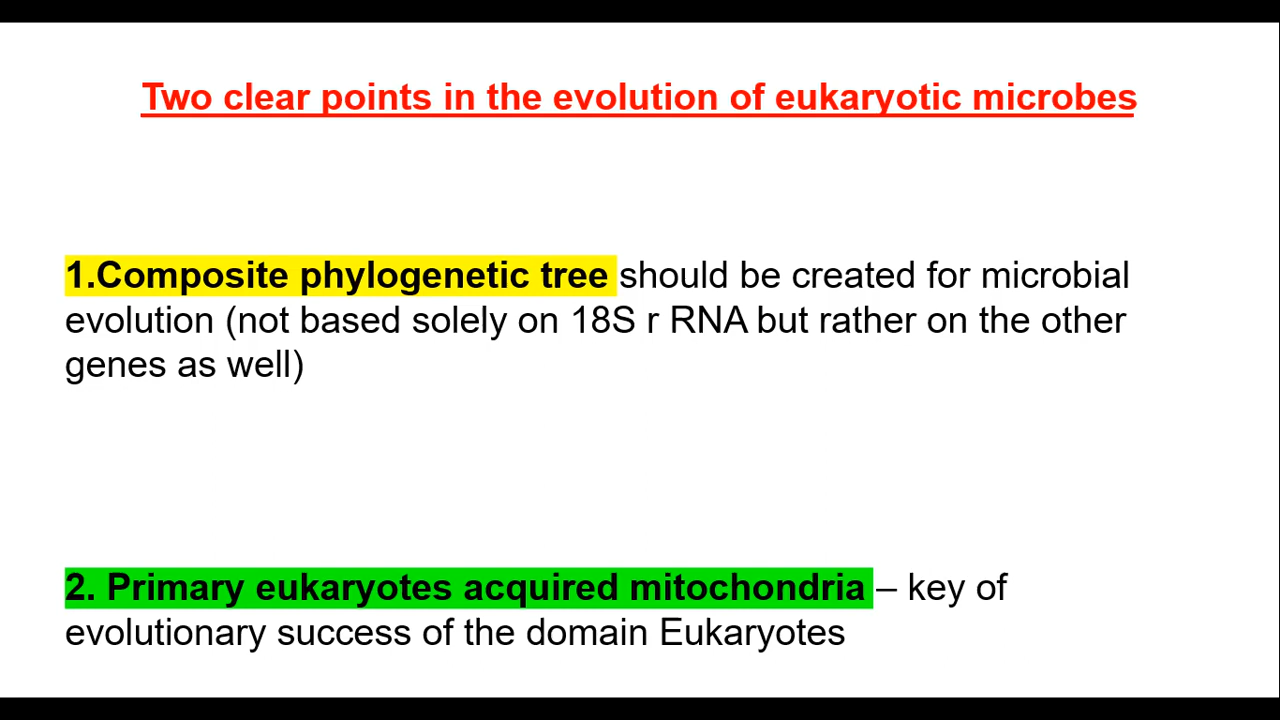 Two clear points in the evolution of eukaryotic microbes
1.Composite phylogenetic tree should be created for microbial
evolution (not based solely on 18S r RNA but rather on the other
genes as well)
2. Primary eukaryotes acquired mitochondria – key of
evolutionary success of the domain Eukaryotes